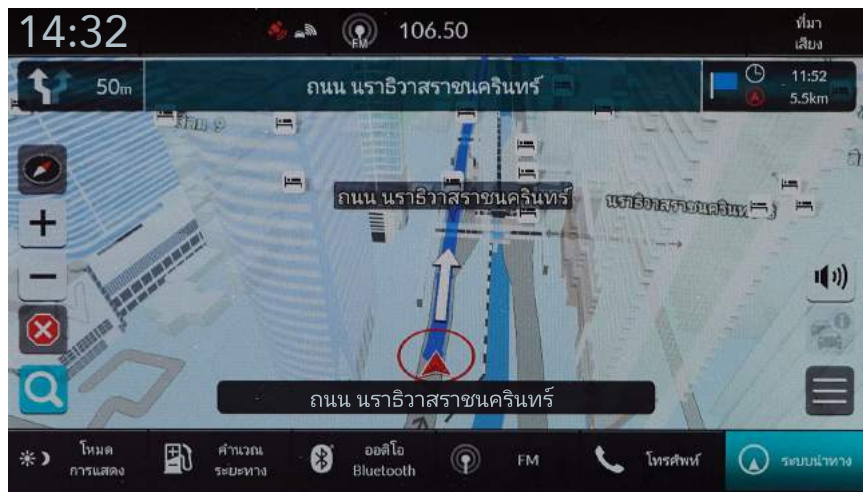 14:32
FM
106.50
ที่มา
เสียง
50m
ถนน นราธิวาสราชนครินทร์
11:52
5.5km
ถนน นราธิวาสราชนครินทร์
ถนน นราธิวาสราชนครินทร์
โหมด
การแสดง
คำนวณ
ระยะทาง
ออดิโอ
Bluetooth
FM
โทรศัพท์
ระบบนำทาง